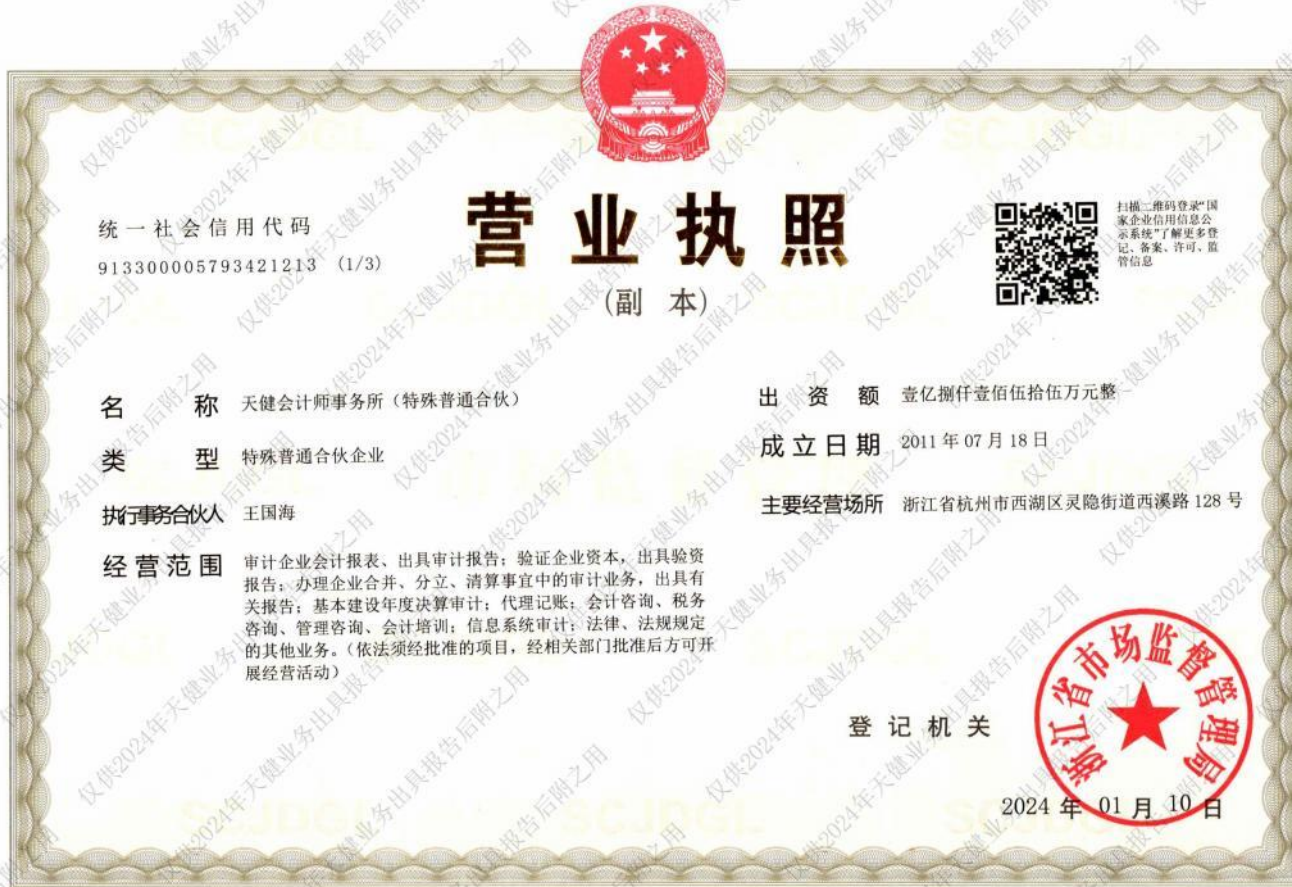 营业执照
(副 本)
统一社会信用代码
913300005793421213 (1/3)
扫描二维码登录“国
家企业信用信息公
示系统”了解更多登
记、备案、许可、监
管信息
名 称 天健会计师事务所（特殊普通合伙）
类 型 特殊普通合伙企业
执行事务合伙人 王国海
经营范围 审计企业会计报表、出具审计报告；验证企业资本，出具验资
报告；办理企业合并、分立、清算事宜中的审计业务，出具有
关报告；基本建设年度决算审计；代理记账；会计咨询、税务
咨询、管理咨询、会计培训；信息系统审计；法律、法规规定
的其他业务。（依法须经批准的项目，经相关部门批准后方可开
展经营活动）
出 资 额 壹亿捌仟壹佰伍拾伍万元整
成立日期 2011年07月18日
主要经营场所 浙江省杭州市西湖区灵隐街道西溪路128号
登记机关
浙江省市场监督管理局
2024年01月10日
仅供2024年天健业务出具报告后附之用
SCJDGL